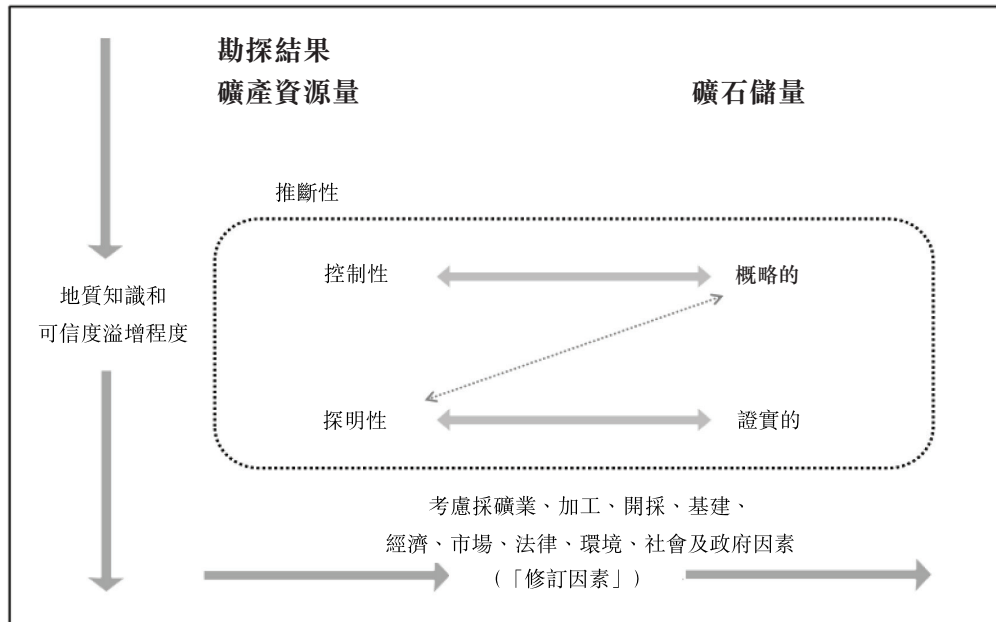 勘探結果
礦產資源量
礦石儲量
推斷性
控制性
概略的
地質知識和
可信度溢增程度
探明性
證實的
考慮採礦業、加工、開採、基建、
經濟、市場、法律、環境、社會及政府因素
(「修訂因素」)